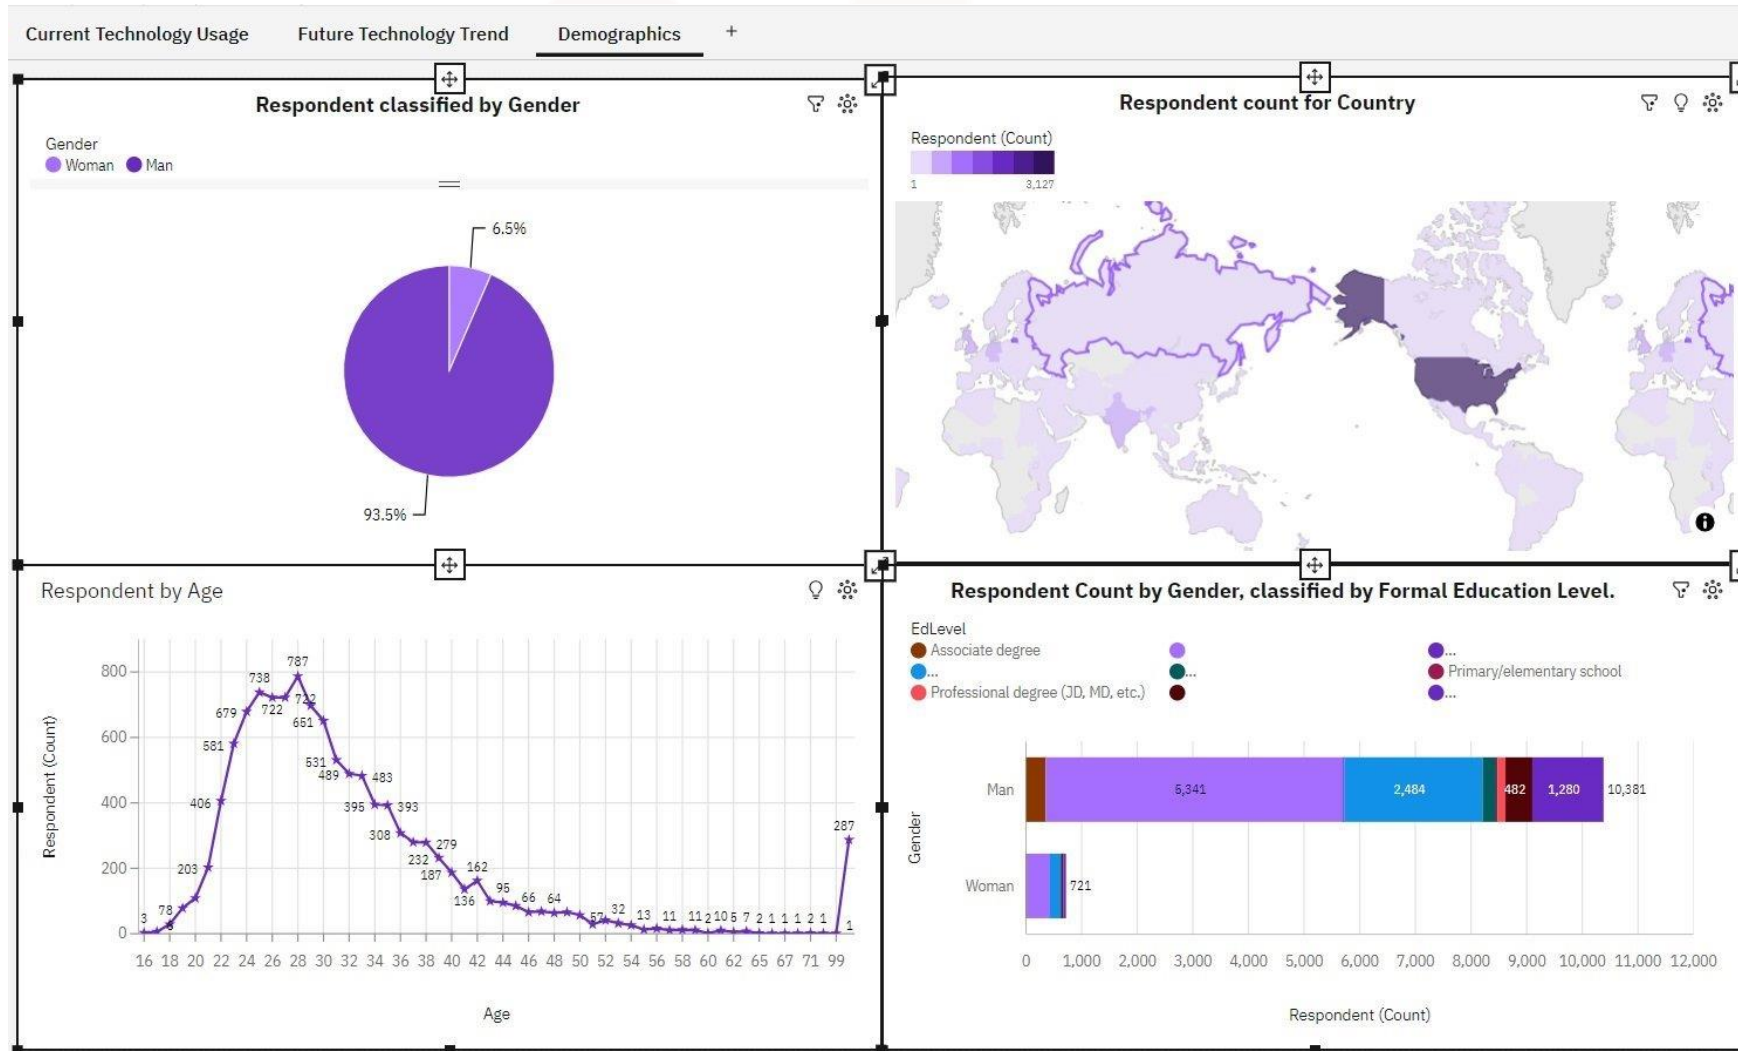 Current Technology Usage Future Technology Trend Demographics +
Respondent classified by Gender
Gender
Woman Man
6.5%
93.5%
Respondent count for Country
Respondent (Count)
1 3,127
Respondent by Age
Respondent (Count)
800
600
400
200
0
3
78
8
203
406
581
679
738
722
787
722
651
531
489
483
395
393
308
279
232
187
162
136
95
66
64
57
32
13
11
11
2
10
5
7
2
1
1
1
2
1
1
287
16 18 20 22 24 26 28 30 32 34 36 38 40 42 44 46 48 50 52 54 56 58 60 62 65 67 71 99
Age
Respondent Count by Gender, classified by Formal Education Level.
EdLevel
Associate degree ...
... ... Primary/elementary school
Professional degree (JD, MD, etc.) ...
Gender
Man 5,341 2,484 482 1,280 10,381
Woman 721
0 1,000 2,000 3,000 4,000 5,000 6,000 7,000 8,000 9,000 10,000 11,000 12,000
Respondent (Count)